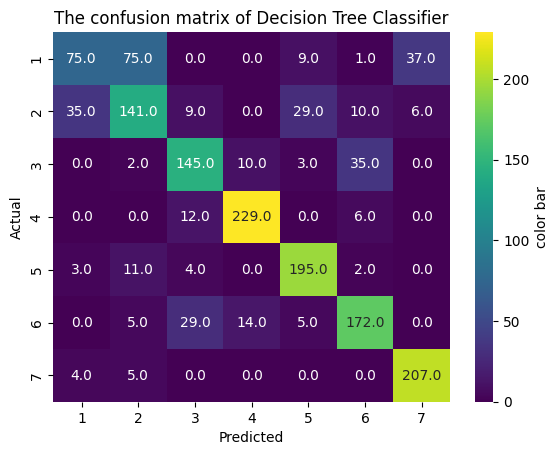 The confusion matrix of Decision Tree Classifier
1 75.0 75.0 0.0 0.0 9.0 1.0 37.0
2 35.0 141.0 9.0 0.0 29.0 10.0 6.0
3 0.0 2.0 145.0 10.0 3.0 35.0 0.0
4 0.0 0.0 12.0 229.0 0.0 6.0 0.0
5 3.0 11.0 4.0 0.0 195.0 2.0 0.0
6 0.0 5.0 29.0 14.0 5.0 172.0 0.0
7 4.0 5.0 0.0 0.0 0.0 0.0 207.0
1 2 3 4 5 6 7
Predicted
Actual
200
150
100
50
0
color bar